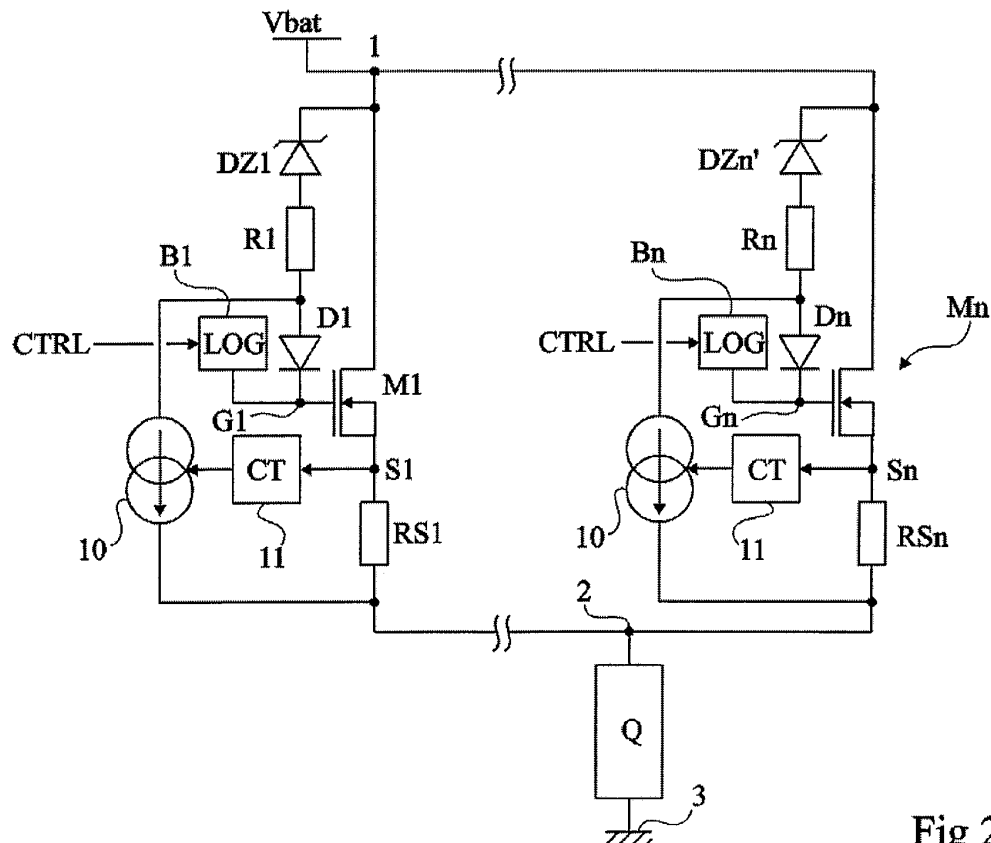 Vbat
1
DZ1
DZn'
R1
Rn
B1
Bn
D1
Dn
Mn
CTRL
LOG
CTRL
LOG
M1
G1
Gn
CT
S1
CT
Sn
10
11
RS1
10
11
RSn
2
Q
3
Fig 2